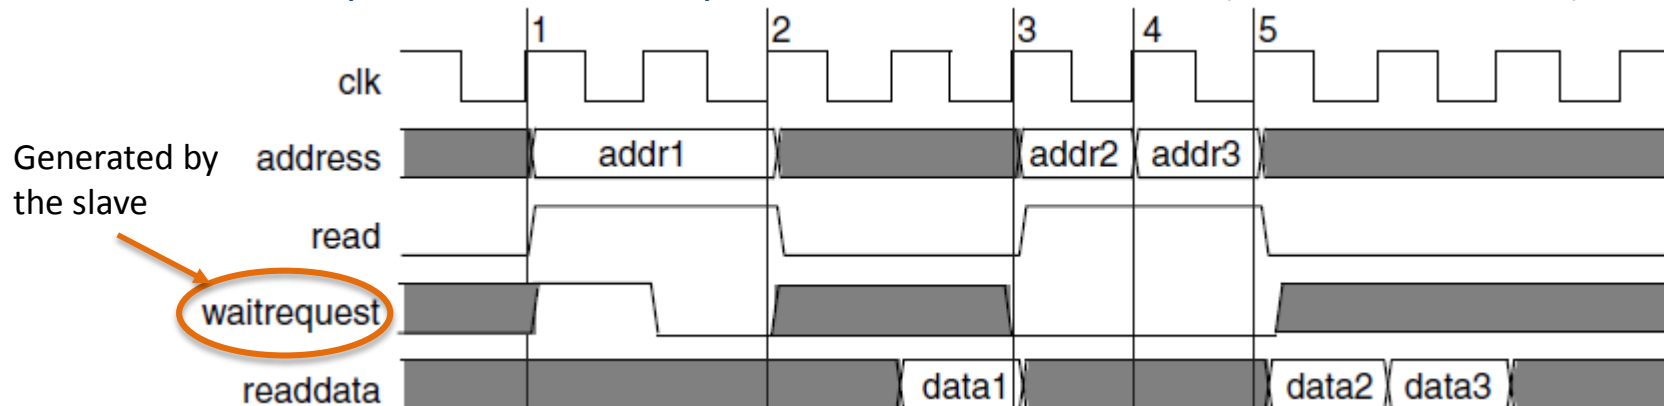 1 2 3 4 5
clk
Generated by
the slave
address addr1 addr2 addr3
read
waitrequest
readdata data1 data2 data3